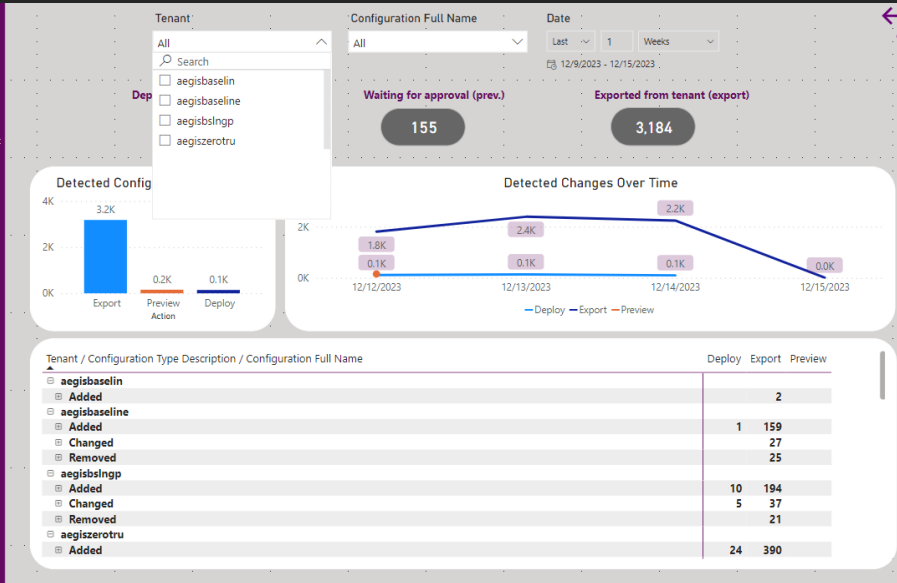 Tenant
Configuration Full Name
Date
All
All
Last
1
Weeks
Search
12/9/2023 - 12/15/2023
aegisbaselin
aegisbaseline
aegisbslngp
aegiszerotru
Dep
Waiting for approval (prev.)
Exported from tenant (export)
155
3,184
Detected Config
4K
2K
0K
3.2K
0.2K
0.1K
Export
Preview
Deploy
Action
Detected Changes Over Time
2K
0K
1.8K
2.4K
2.2K
0.0K
0.1K
0.1K
0.1K
12/12/2023
12/13/2023
12/14/2023
12/15/2023
Deploy Export Preview
Tenant / Configuration Type Description / Configuration Full Name Deploy Export Preview
aegisbaselin
Added 2
aegisbaseline
Added 1 159
Changed 27
Removed 25
aegisbslngp
Added 10 194
Changed 5 37
Removed 21
aegiszerotru
Added 24 390